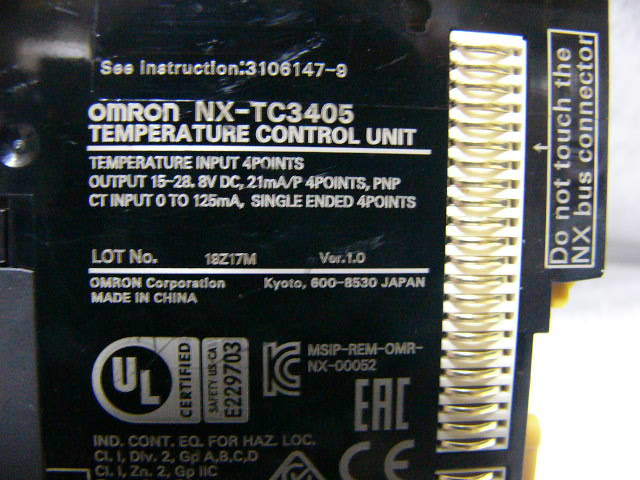 See instruction:3106147-9
omron NX-TC3405
TEMPERATURE CONTROL UNIT
TEMPERATURE INPUT 4POINTS
OUTPUT 15-28.8V DC, 21mA/P 4POINTS, PNP
CT INPUT 0 TO 125mA, SINGLE ENDED 4POINTS
LOT No. 18Z17M Ver.1.0
OMRON Corporation Kyoto, 600-8530 JAPAN
MADE IN CHINA
UL
CERTIFIED
SAFETY US-CA
E229703
MSIP-REM-OMR-
NX-00052
EAC
IND. CONT. EQ. FOR HAZ. LOC.
Cl. I, Div. 2, Gp A,B,C,D
Cl. I, Zn. 2, Gp IIC
CE
Do not touch the
NX bus connector